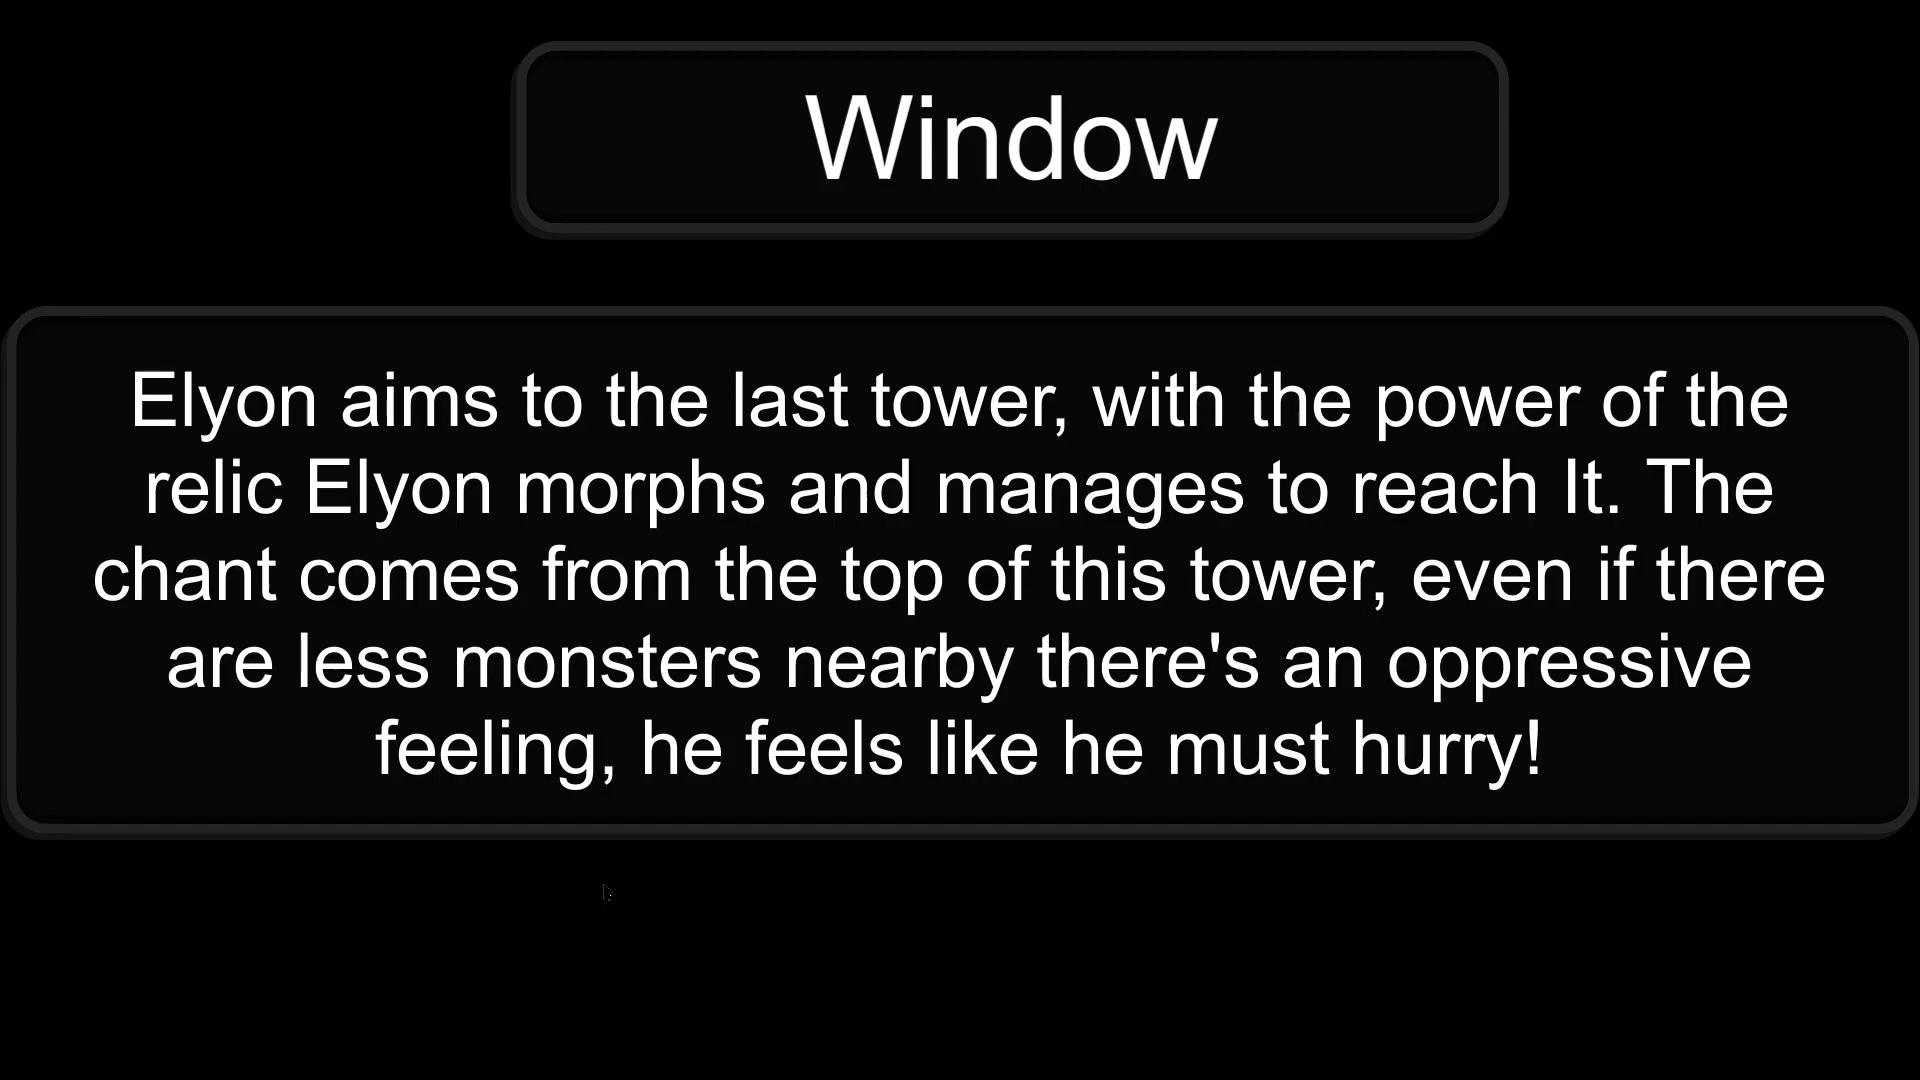 Window
Elyon aims to the last tower, with the power of the
relic Elyon morphs and manages to reach It. The
chant comes from the top of this tower, even if there
are less monsters nearby there's an oppressive
feeling, he feels like he must hurry!